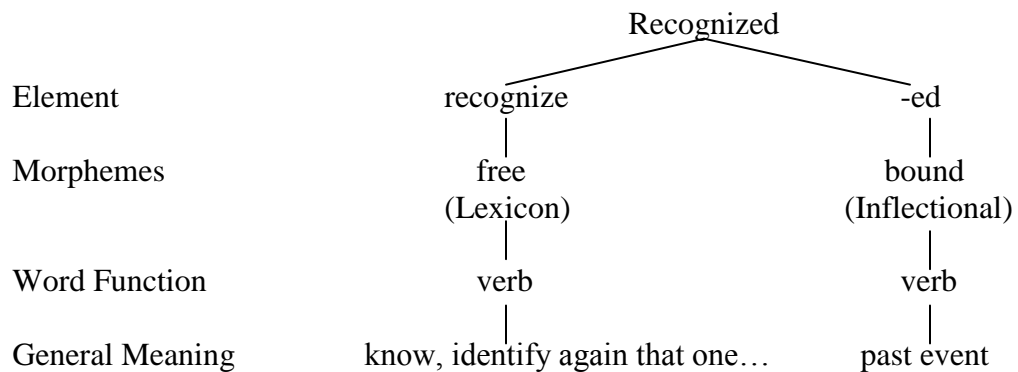 Recognized
Element recognize -ed
Morphemes free bound
(Lexicon) (Inflectional)
Word Function verb verb
General Meaning know, identify again that one… past event